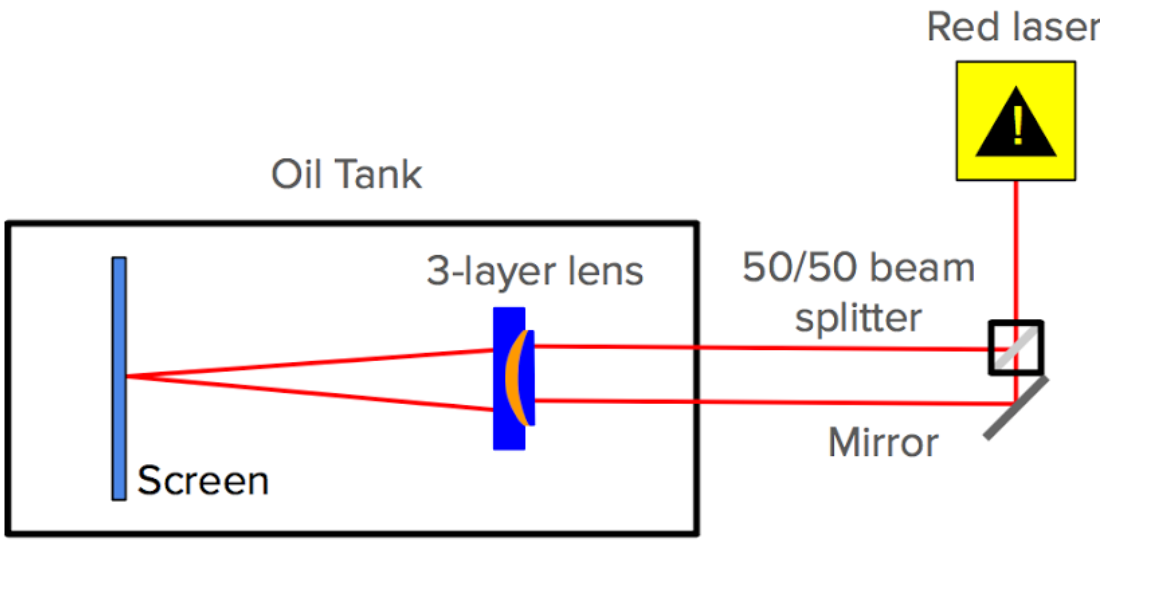 Red laser
!
Oil Tank
3-layer lens
50/50 beam
splitter
Mirror
Screen